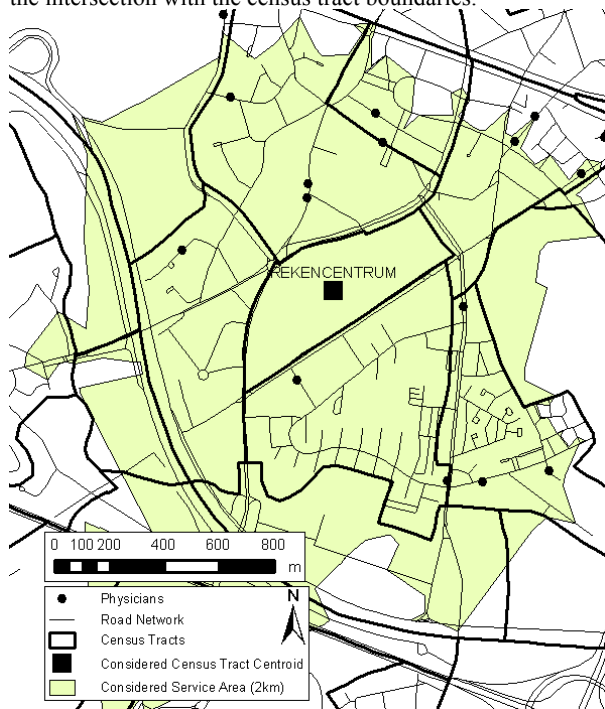 the intersection with the census tract boundaries.
REKENCENTRUM
0 100 200 400 600 800
m
N
Physicians
Road Network
Census Tracts
Considered Census Tract Centroid
Considered Service Area (2km)